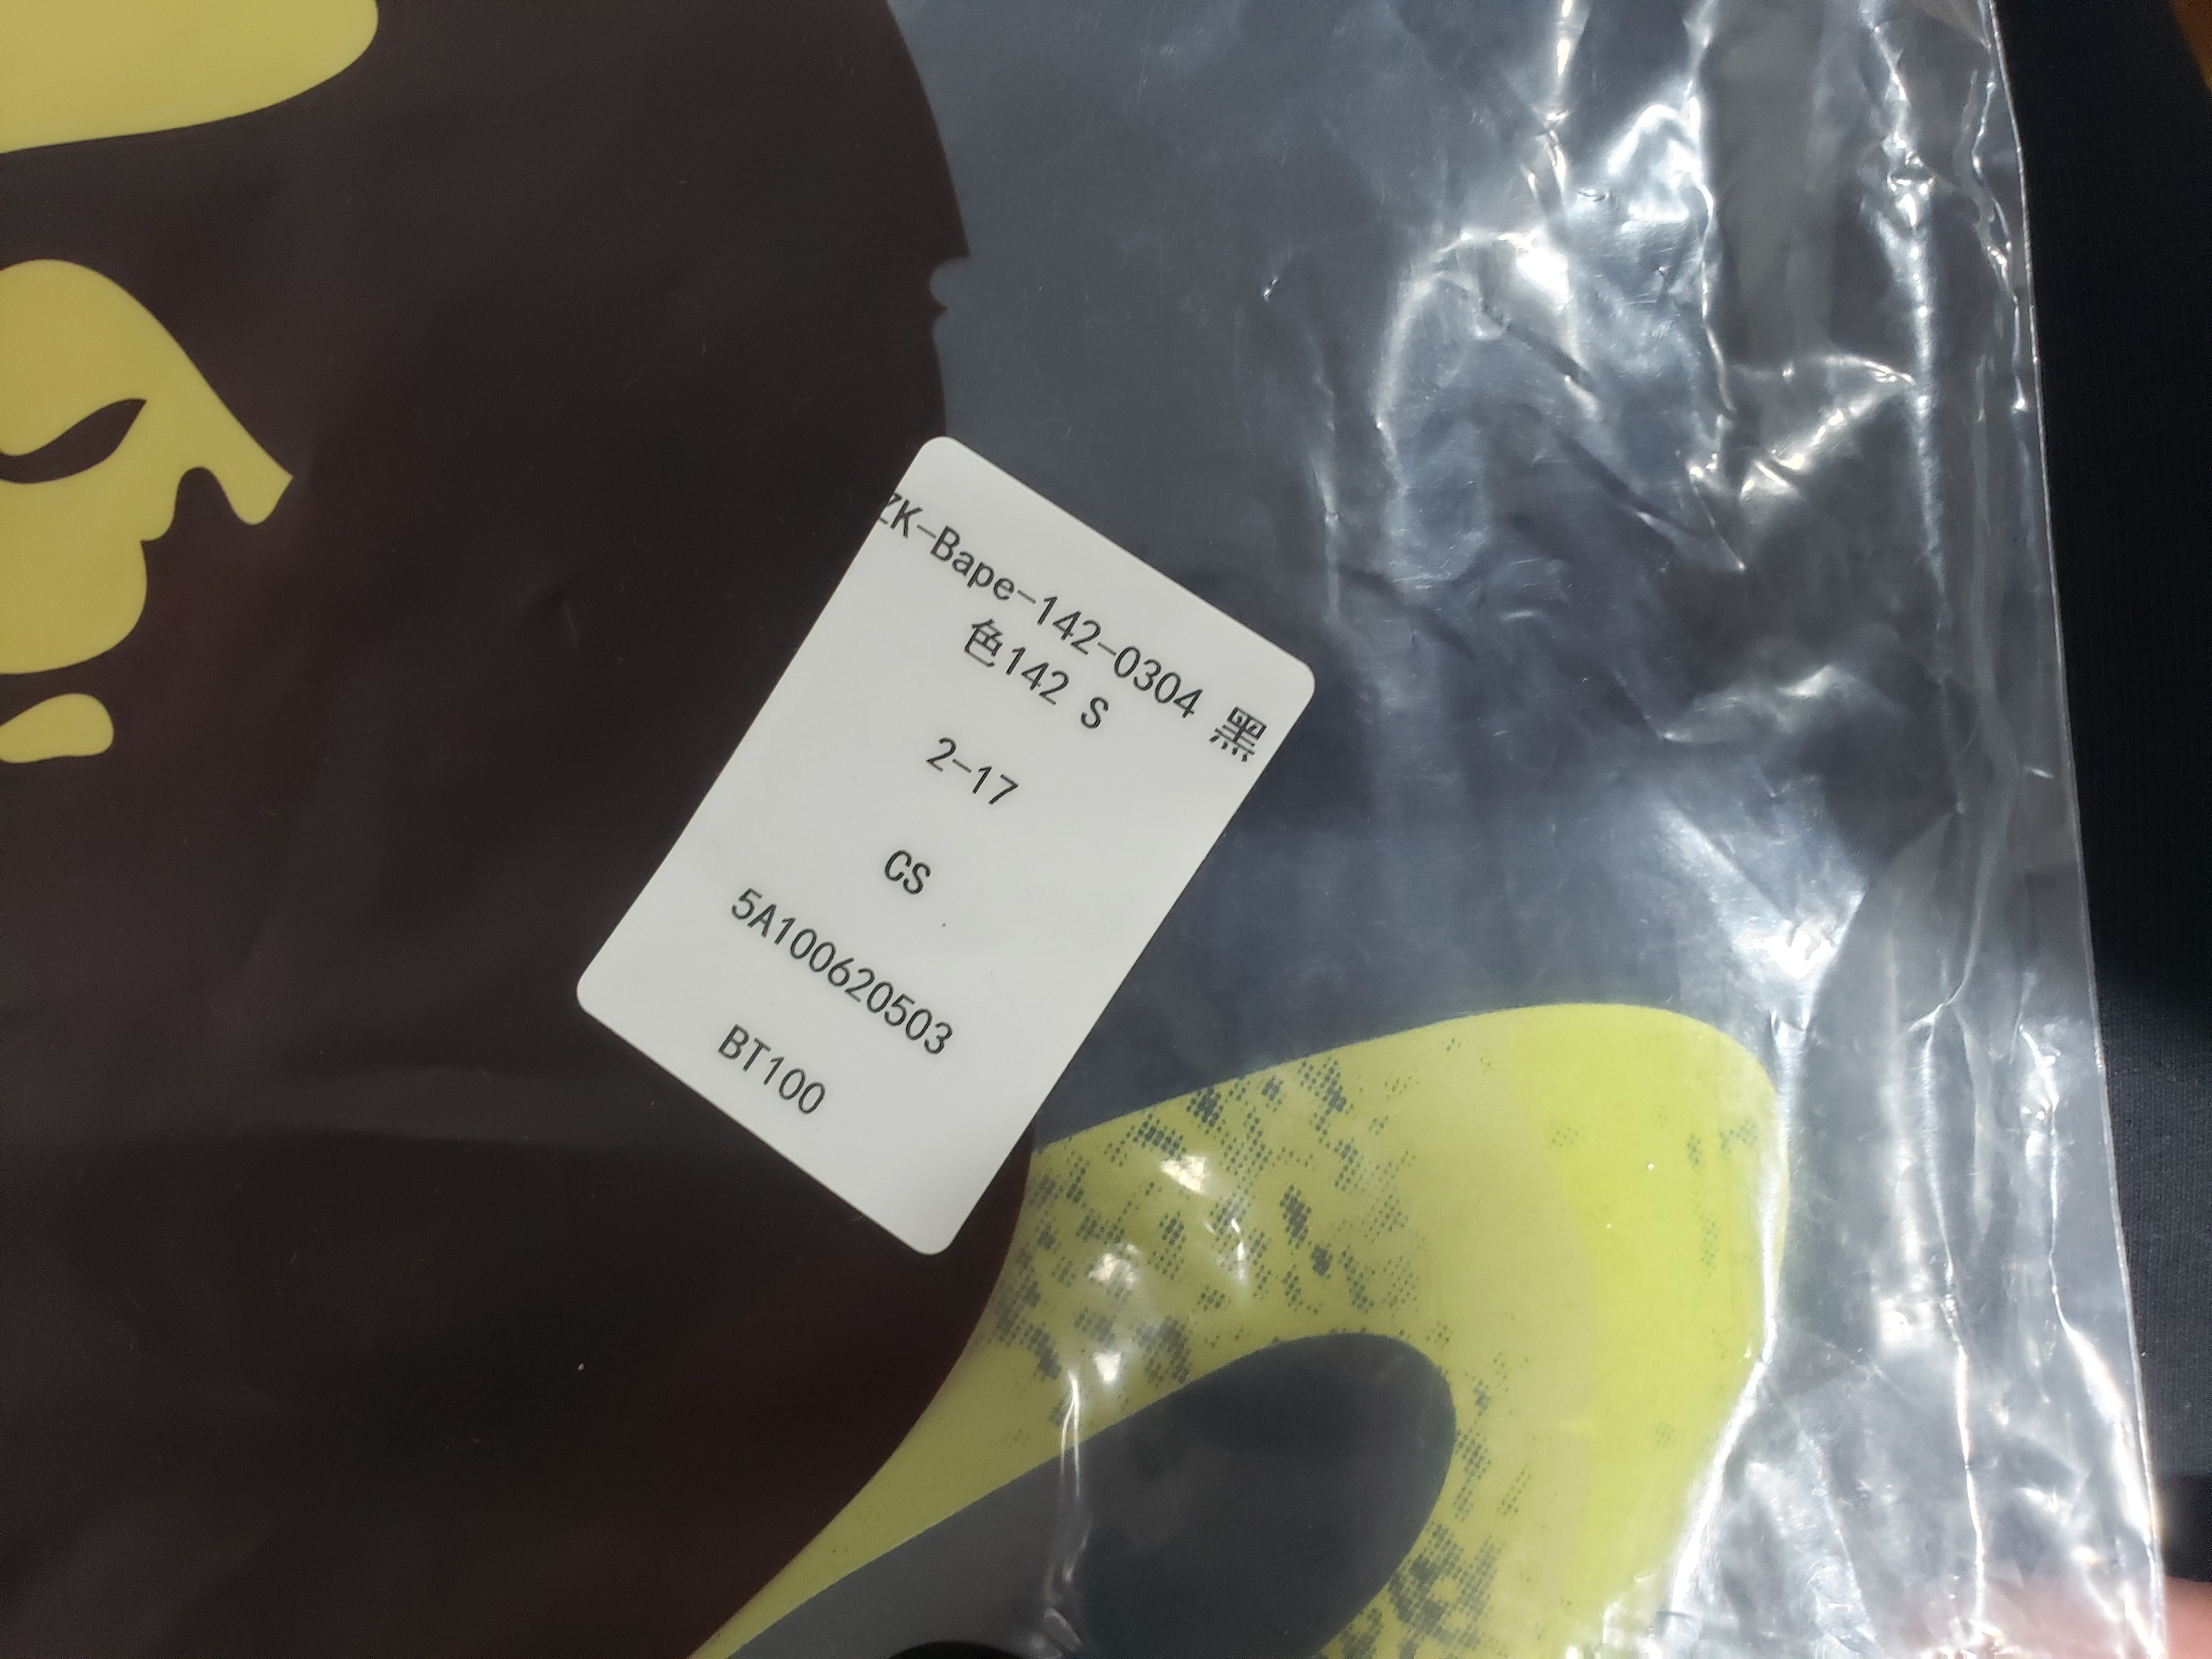 ZK-Bape-142-0304 黑
色142 S
2-17
CS
5A100620503
BT100